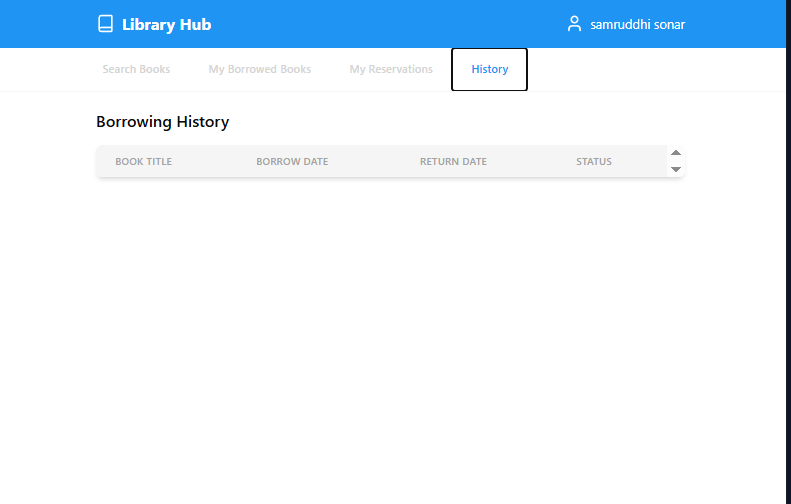 Library Hub
samruddhi sonar
Search Books My Borrowed Books My Reservations History
Borrowing History
BOOK TITLE BORROW DATE RETURN DATE STATUS